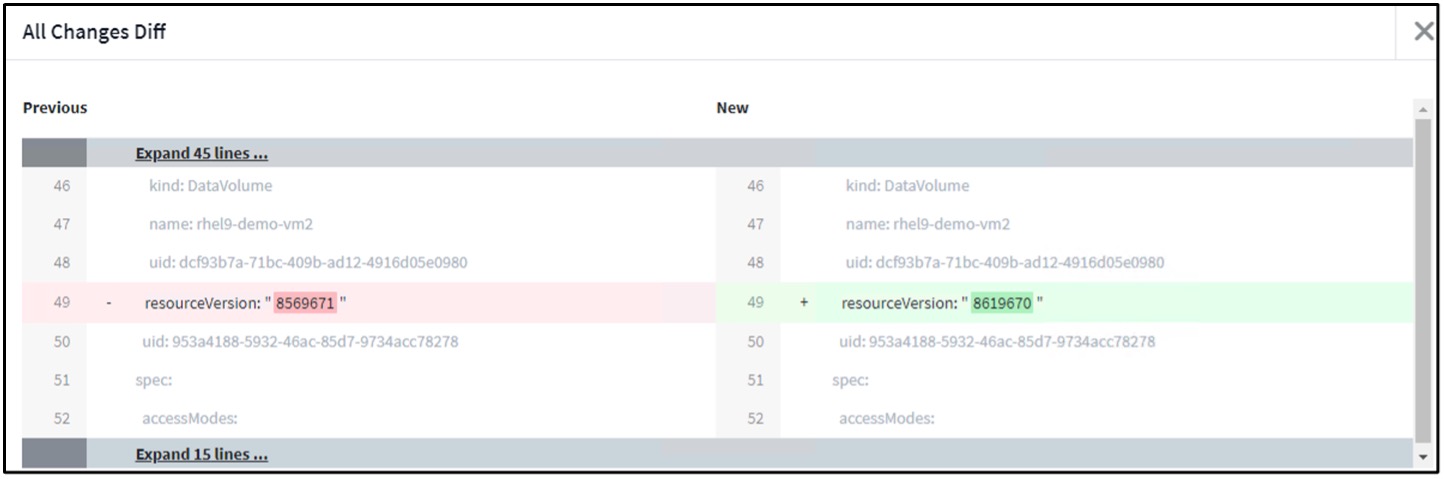 All Changes Diff
Previous New
Expand 45 lines ...
46 kind: DataVolume 46 kind: DataVolume
47 name: rhel9-demo-vm2 47 name: rhel9-demo-vm2
48 uid: dcf93b7a-71bc-409b-ad12-4916d05e0980 48 uid: dcf93b7a-71bc-409b-ad12-4916d05e0980
49 - resourceVersion: " 8569671 " 49 + resourceVersion: " 8619670 "
50 uid: 953a4188-5932-46ac-85d7-9734acc78278 50 uid: 953a4188-5932-46ac-85d7-9734acc78278
51 spec: 51 spec:
52 accessModes: 52 accessModes:
Expand 15 lines ...